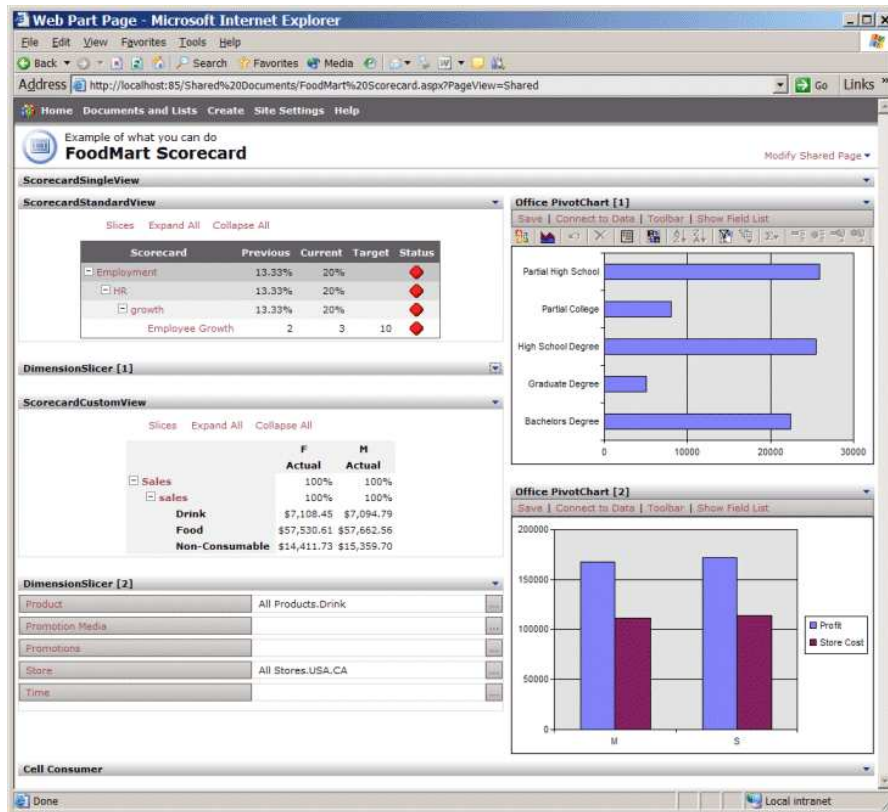 Web Part Page - Microsoft Internet Explorer
File Edit View Favorites Tools Help
Back Search Favorites Media
Address http://localhost:85/Shared%20Documents/FoodMart%20Scorecard.aspx?PageView=Shared Go Links »
Home Documents and Lists Create Site Settings Help
Example of what you can do
FoodMart Scorecard
Modify Shared Page
ScorecardSingleView
ScorecardStandardView
Slices Expand All Collapse All
Scorecard Previous Current Target Status
Employment 13.33% 20%
HR 13.33% 20%
growth 13.33% 20%
Employee Growth 2 3 10
DimensionSlicer [1]
ScorecardCustomView
Slices Expand All Collapse All
F M
Actual Actual
Sales 100% 100%
sales 100% 100%
Drink $7,108.45 $7,094.79
Food $57,530.61 $57,662.56
Non-Consumable $14,411.73 $15,359.70
DimensionSlicer [2]
Product All Products.Drink ...
Promotion Media ...
Promotions ...
Store All Stores.USA.CA ...
Time ...
Office PivotChart [1]
Save | Connect to Data | Toolbar | Show Field List
Partial High School
Partial College
High School Degree
Graduate Degree
Bachelors Degree
0 10000 20000 30000
Office PivotChart [2]
Save | Connect to Data | Toolbar | Show Field List
200000
150000
100000
50000
0
M S
Profit
Store Cost
Cell Consumer
Done Local intranet